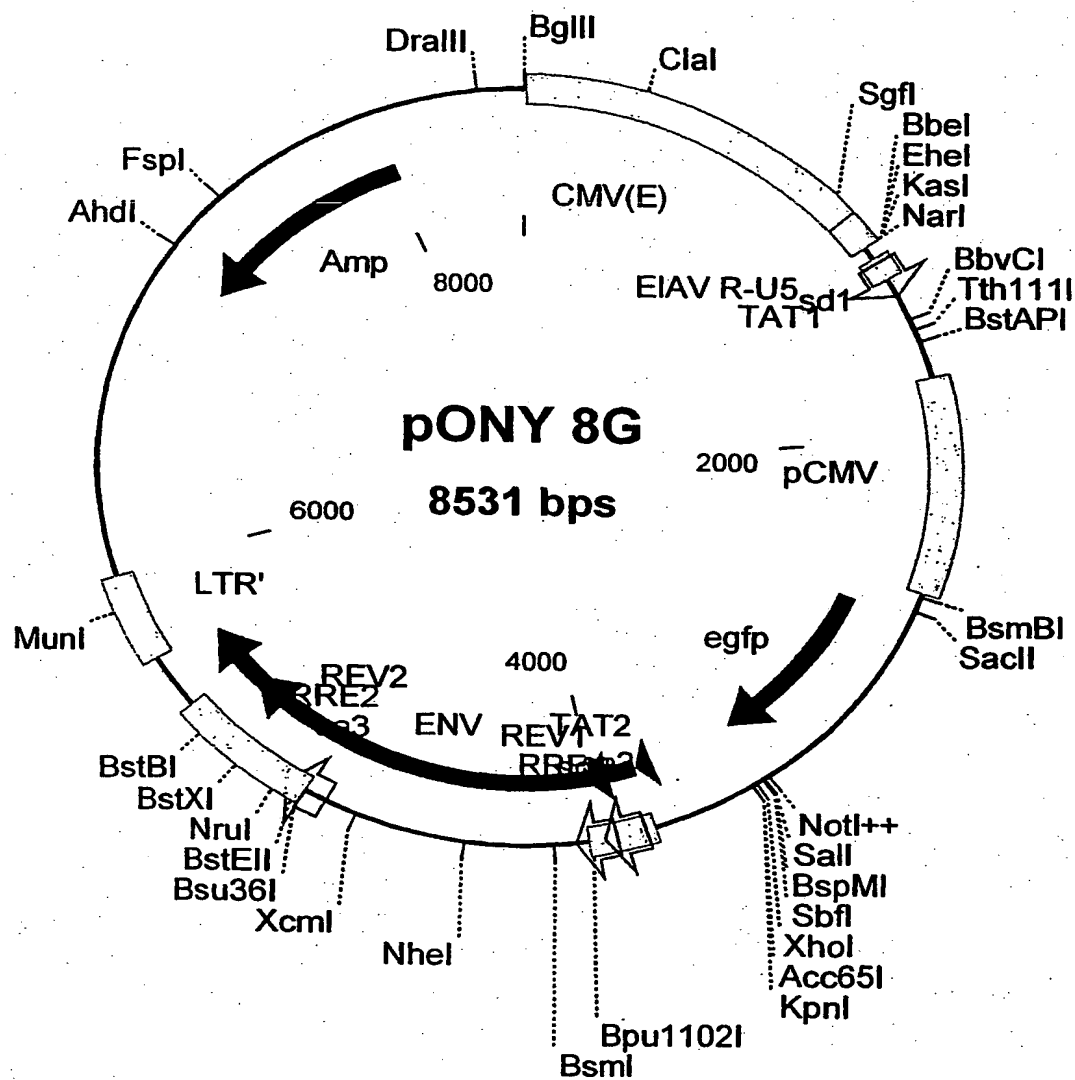 DraIII
BglII
ClaI
SgfI
BbeI
EheI
KasI
NarI
FspI
AhdI
CMV(E)
Amp
8000
EIAV R-U5
sd1
TAT1
BbvCI
Tth111I
BstAPI
pONY 8G
8531 bps
2000
pCMV
6000
LTR'
MunI
egfp
BsmBI
SacII
4000
REV2
RRE2
ENV
REV1
TAT2
BstBI
BstXI
NruI
BstEII
Bsu36I
XcmI
NheI
NotI++
SalI
BspMI
SbfI
XhoI
Acc65I
KpnI
Bpu1102I
BsmI